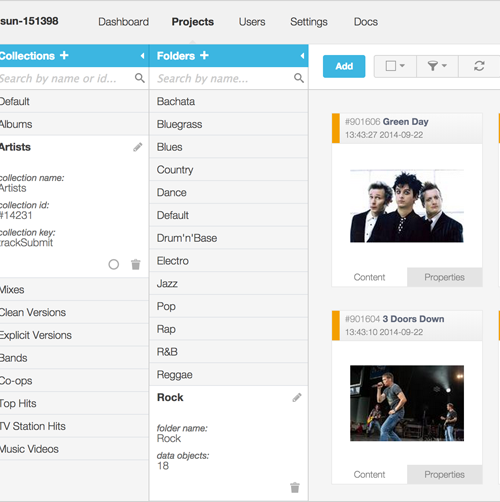 sun-151398 Dashboard Projects Users Settings Docs
Collections +
Search by name or id...
Default
Albums
Artists
collection name:
Artists
collection id:
#14231
collection key:
trackSubmit
Mixes
Clean Versions
Explicit Versions
Bands
Co-ops
Top Hits
TV Station Hits
Music Videos
Folders +
Search by name...
Bachata
Bluegrass
Blues
Country
Dance
Default
Drum'n'Base
Electro
Jazz
Pop
Rap
R&B
Reggae
Rock
folder name:
Rock
data objects:
18
Add
#901606 Green Day
13:43:27 2014-09-22
Content Properties
#901604 3 Doors Down
13:43:10 2014-09-22
Content Properties